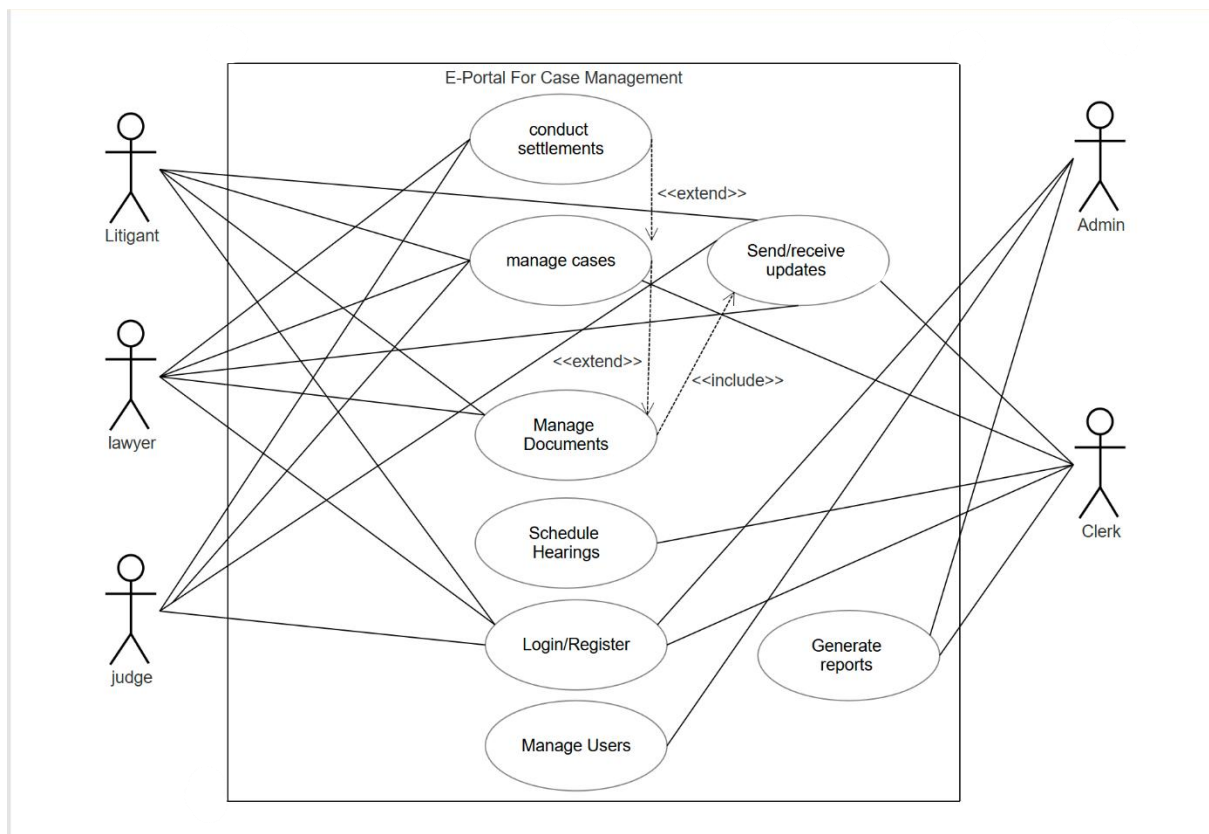 E-Portal For Case Management
conduct
settlements
<<extend>>
Litigant
Admin
manage cases
Send/receive
updates
<<extend>>
<<include>>
lawyer
Manage
Documents
Clerk
Schedule
Hearings
Login/Register
Generate
reports
judge
Manage Users